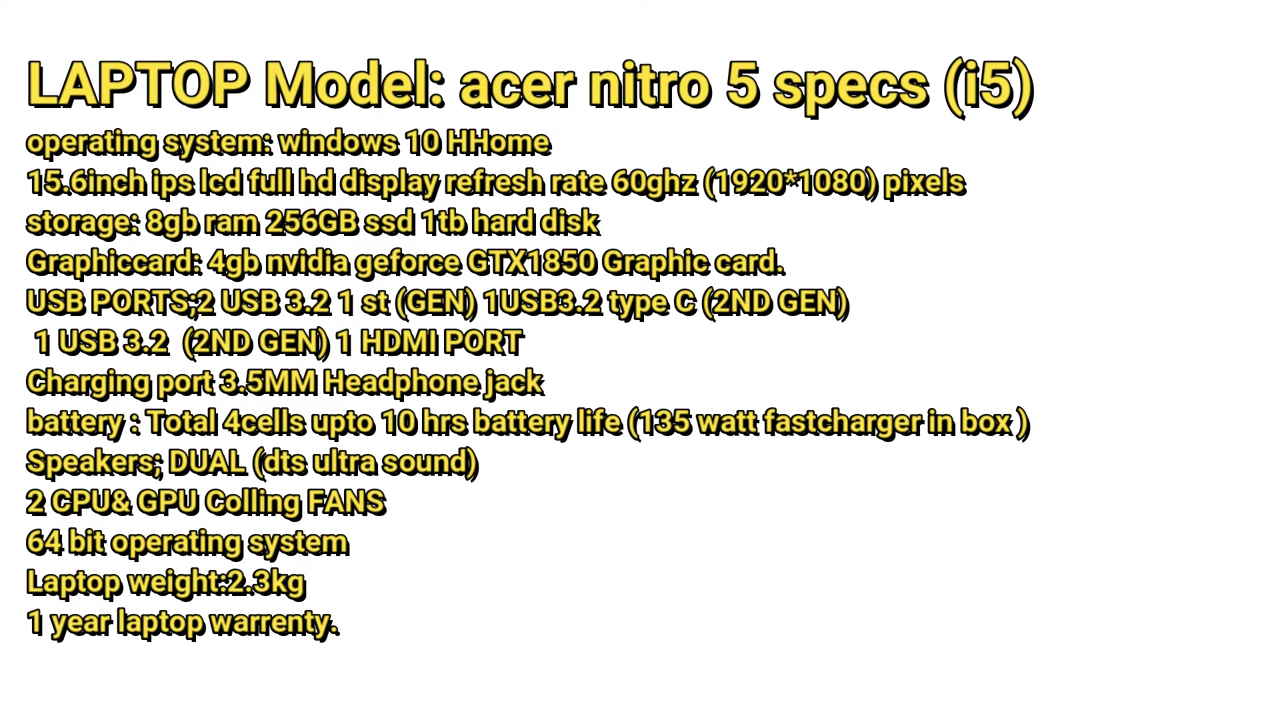 LAPTOP Model: acer nitro 5 specs (i5)
operating system: windows 10 HHome
15.6inch ips lcd full hd display refresh rate 60ghz (1920*1080) pixels
storage: 8gb ram 256GB ssd 1tb hard disk
Graphiccard: 4gb nvidia geforce GTX1850 Graphic card.
USB PORTS;2 USB 3.2 1 st (GEN) 1USB3.2 type C (2ND GEN)
1 USB 3.2 (2ND GEN) 1 HDMI PORT
Charging port 3.5MM Headphone jack
battery : Total 4cells upto 10 hrs battery life (135 watt fastcharger in box )
Speakers; DUAL (dts ultra sound)
2 CPU& GPU Colling FANS
64 bit operating system
Laptop weight:2.3kg
1 year laptop warrenty.